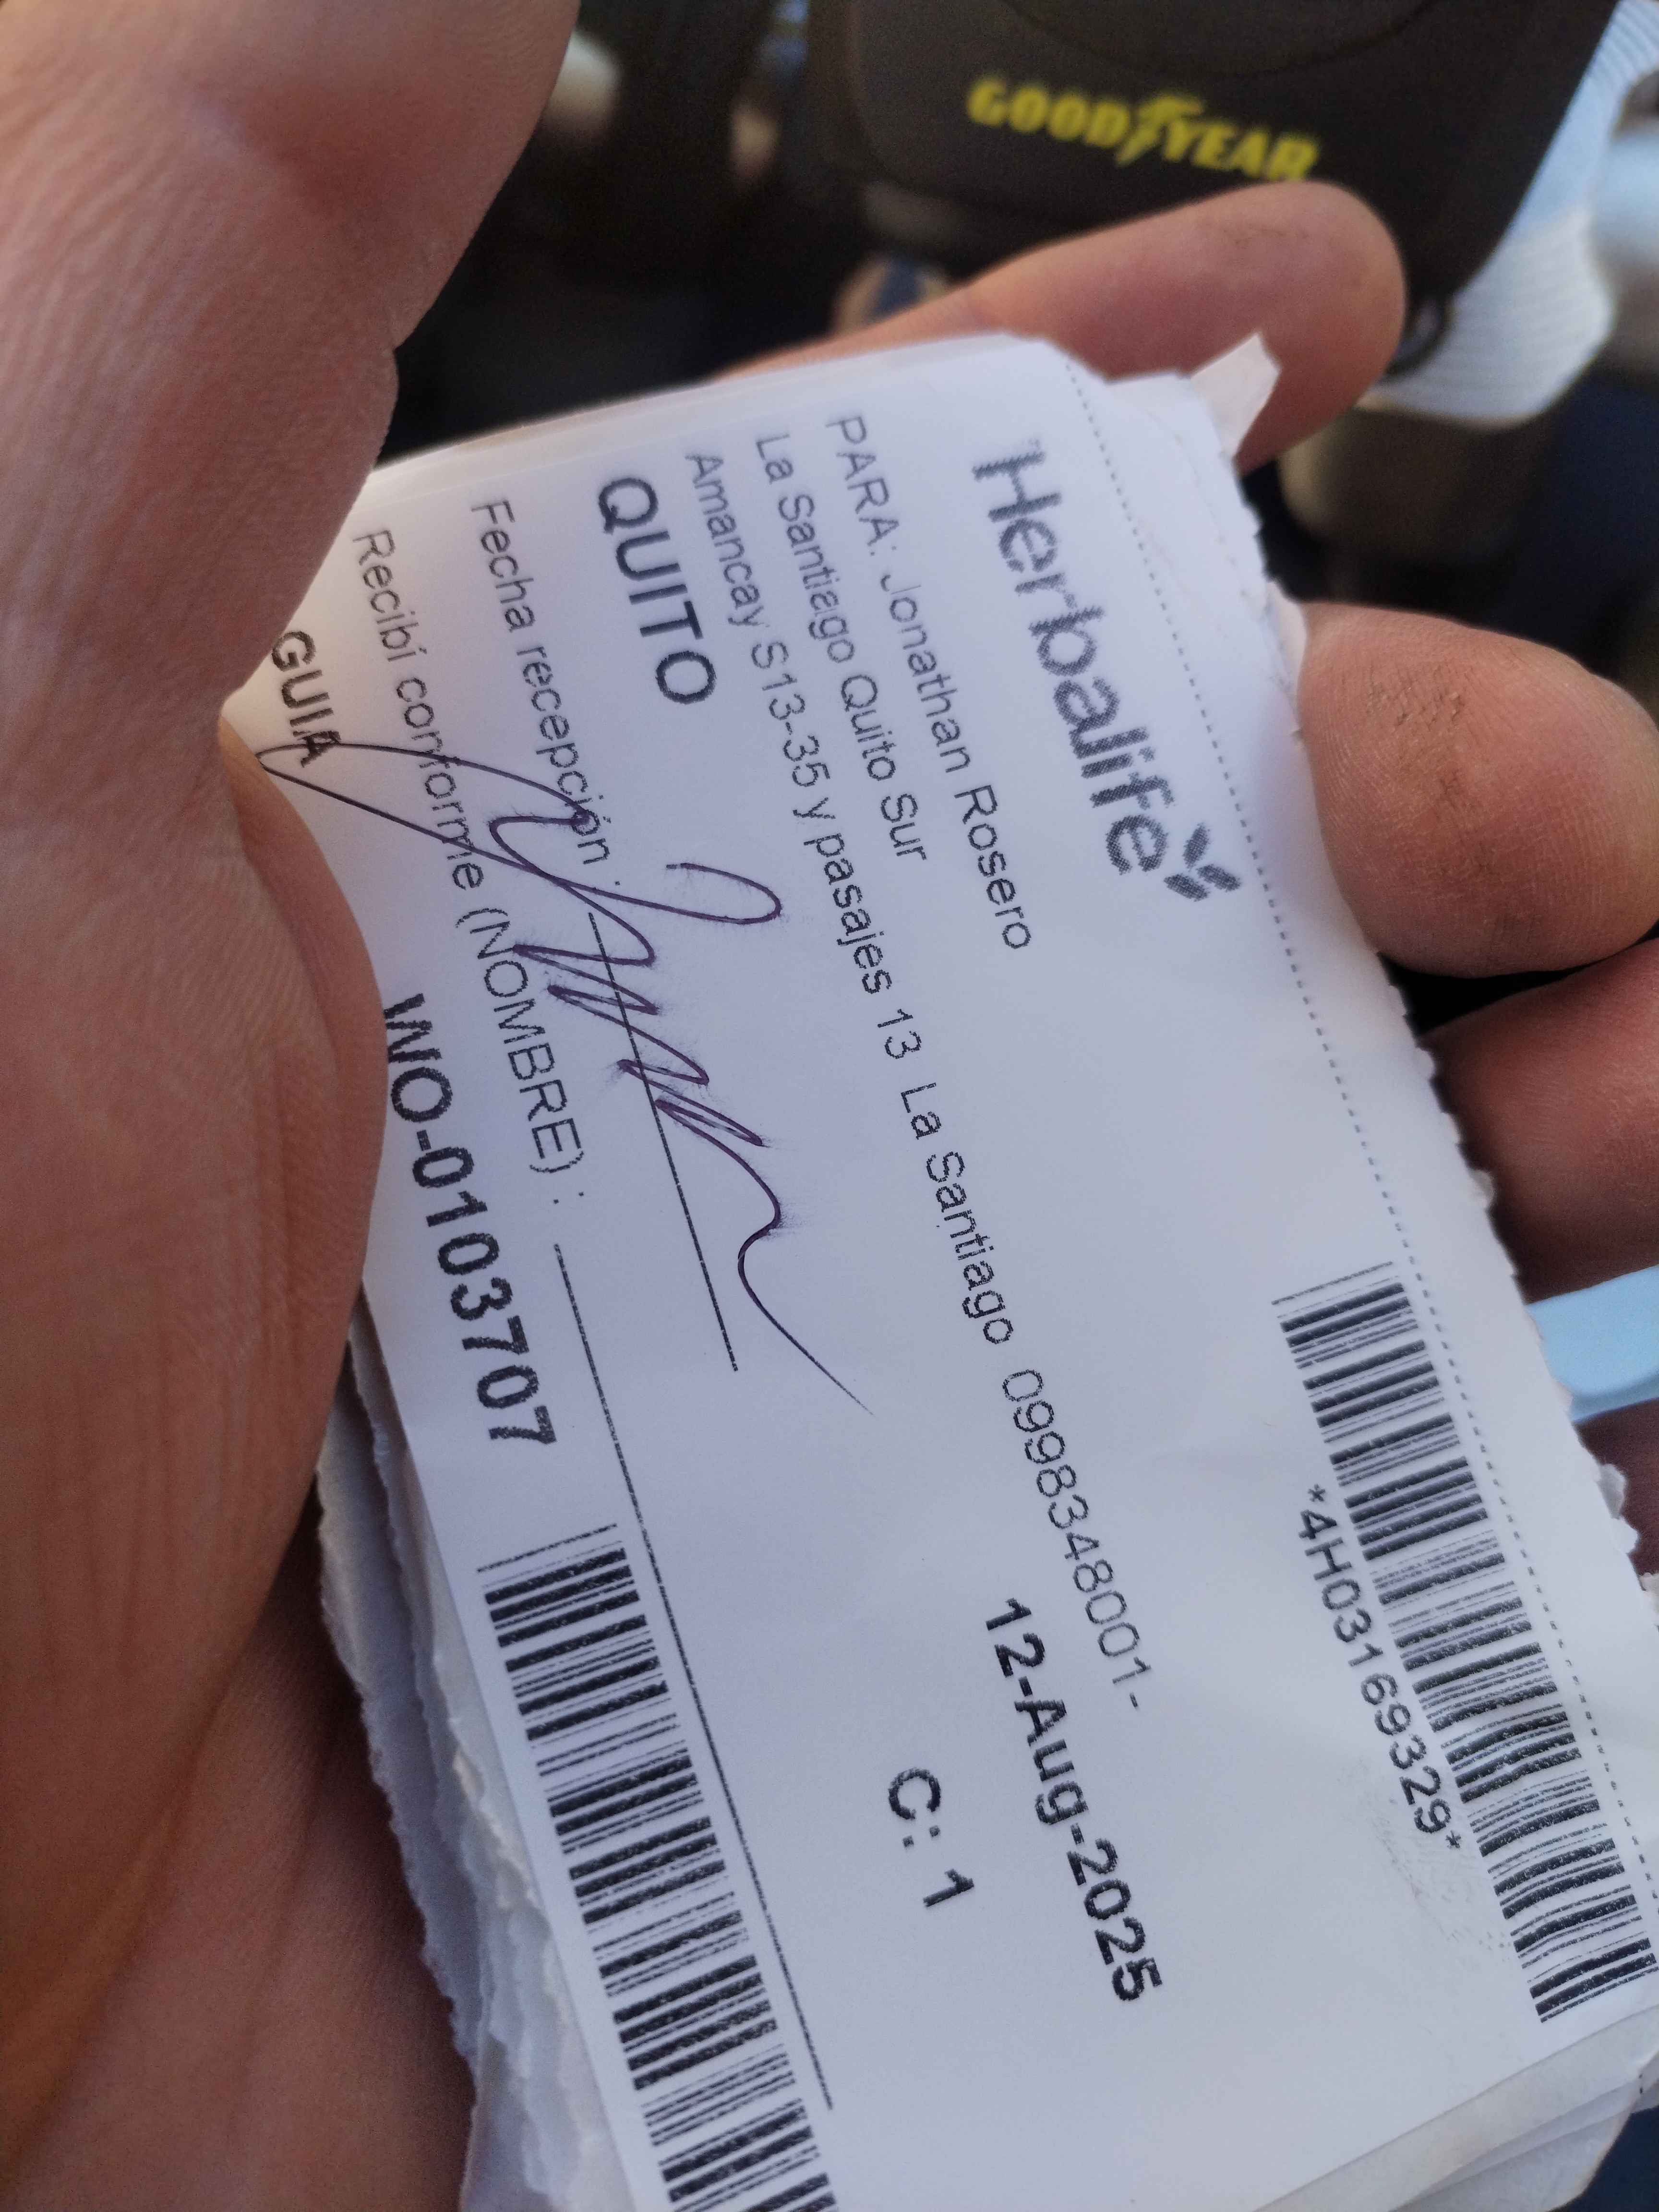 GOODYEAR
Herbalife
*4H03169329*
PARA: Jonathan Rosero
La Santiago Quito Sur
Amancay S13-35 y pasajes 13 La Santiago 0998348001-
QUITO
12-Aug-2025
Fecha recepción :
C: 1
Recibí conforme (NOMBRE) :
GUIA
WO-0103707